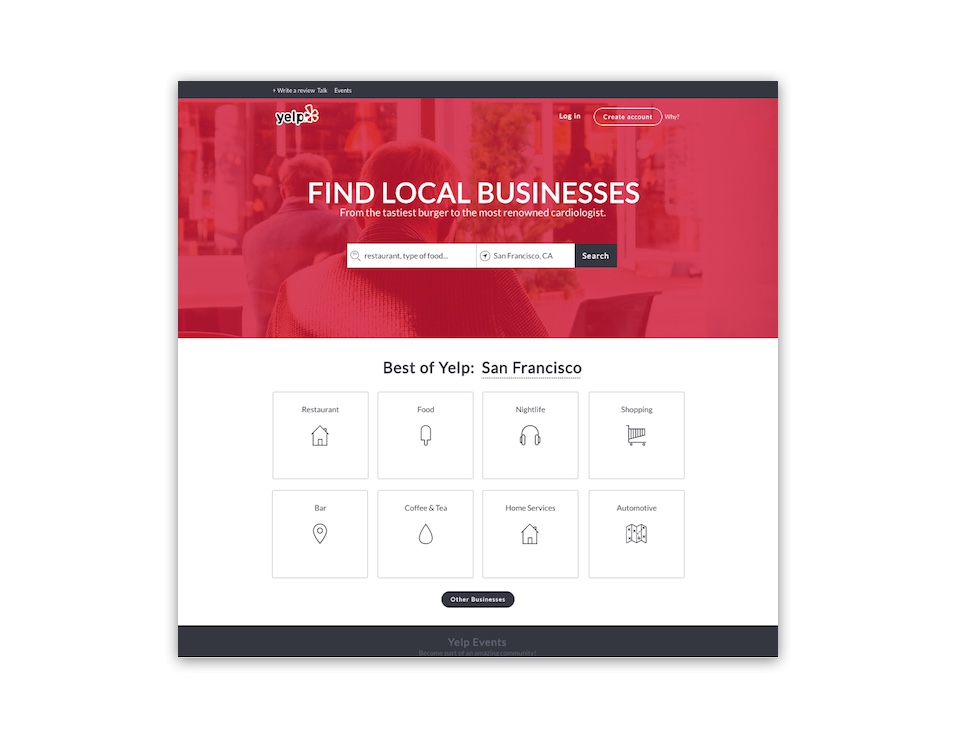 + Write a review Talk Events
yelp
Log in Create account Why?
FIND LOCAL BUSINESSES
From the tastiest burger to the most renowned cardiologist.
restaurant, type of food... San Francisco, CA Search
Best of Yelp: San Francisco
Restaurant Food Nightlife Shopping
Bar Coffee & Tea Home Services Automotive
Other Businesses
Yelp Events
Become part of an amazing community!